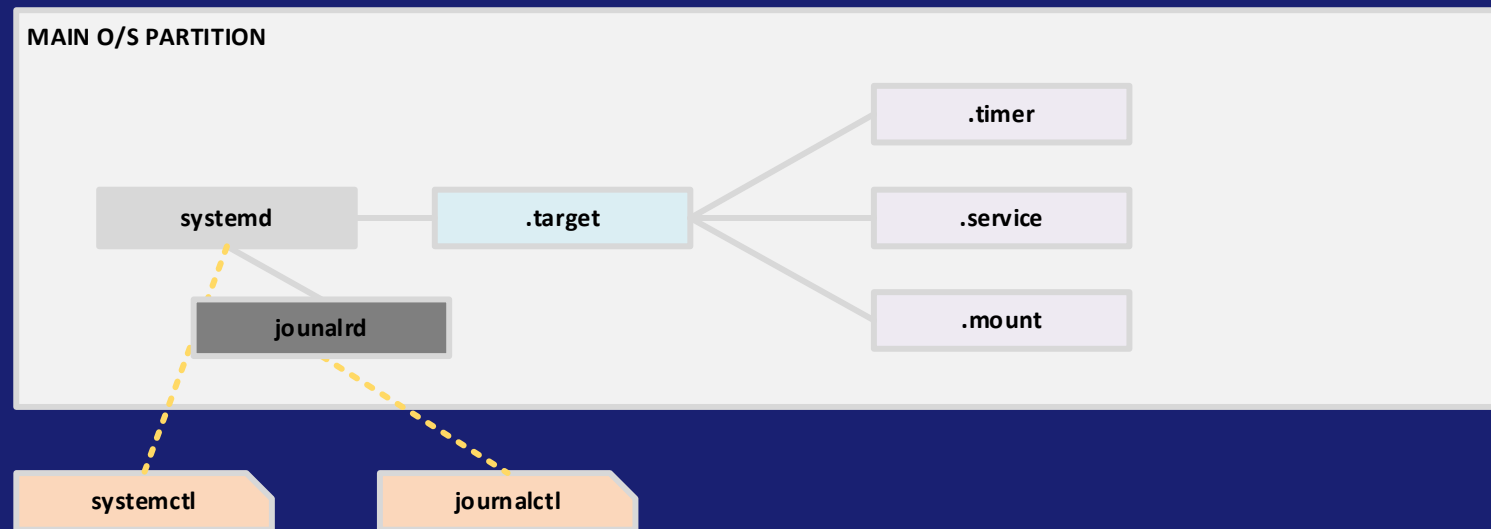 MAIN O/S PARTITION
.timer
systemd
.target
.service
jounalrd
.mount
systemctl
journalctl